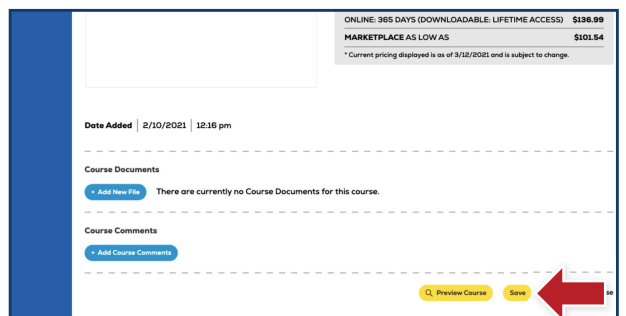 ONLINE: 365 DAYS (DOWNLOADABLE: LIFETIME ACCESS) $136.99
MARKETPLACE AS LOW AS $101.54
* Current pricing displayed is as of 3/12/2021 and is subject to change.
Date Added | 2/10/2021 | 12:16 pm
Course Documents
+ Add New File There are currently no Course Documents for this course.
Course Comments
+ Add Course Comments
Preview Course Save